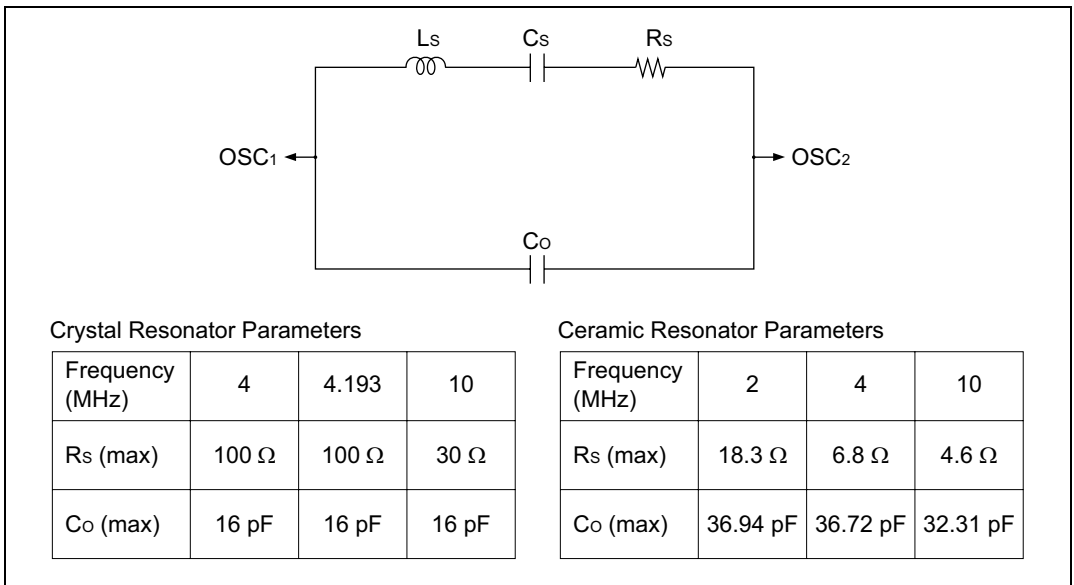 Ls Cs Rs
OSC1 OSC2
Co
Crystal Resonator Parameters
Frequency (MHz) 4 4.193 10
Rs (max) 100 Ω 100 Ω 30 Ω
Co (max) 16 pF 16 pF 16 pF
Ceramic Resonator Parameters
Frequency (MHz) 2 4 10
Rs (max) 18.3 Ω 6.8 Ω 4.6 Ω
Co (max) 36.94 pF 36.72 pF 32.31 pF